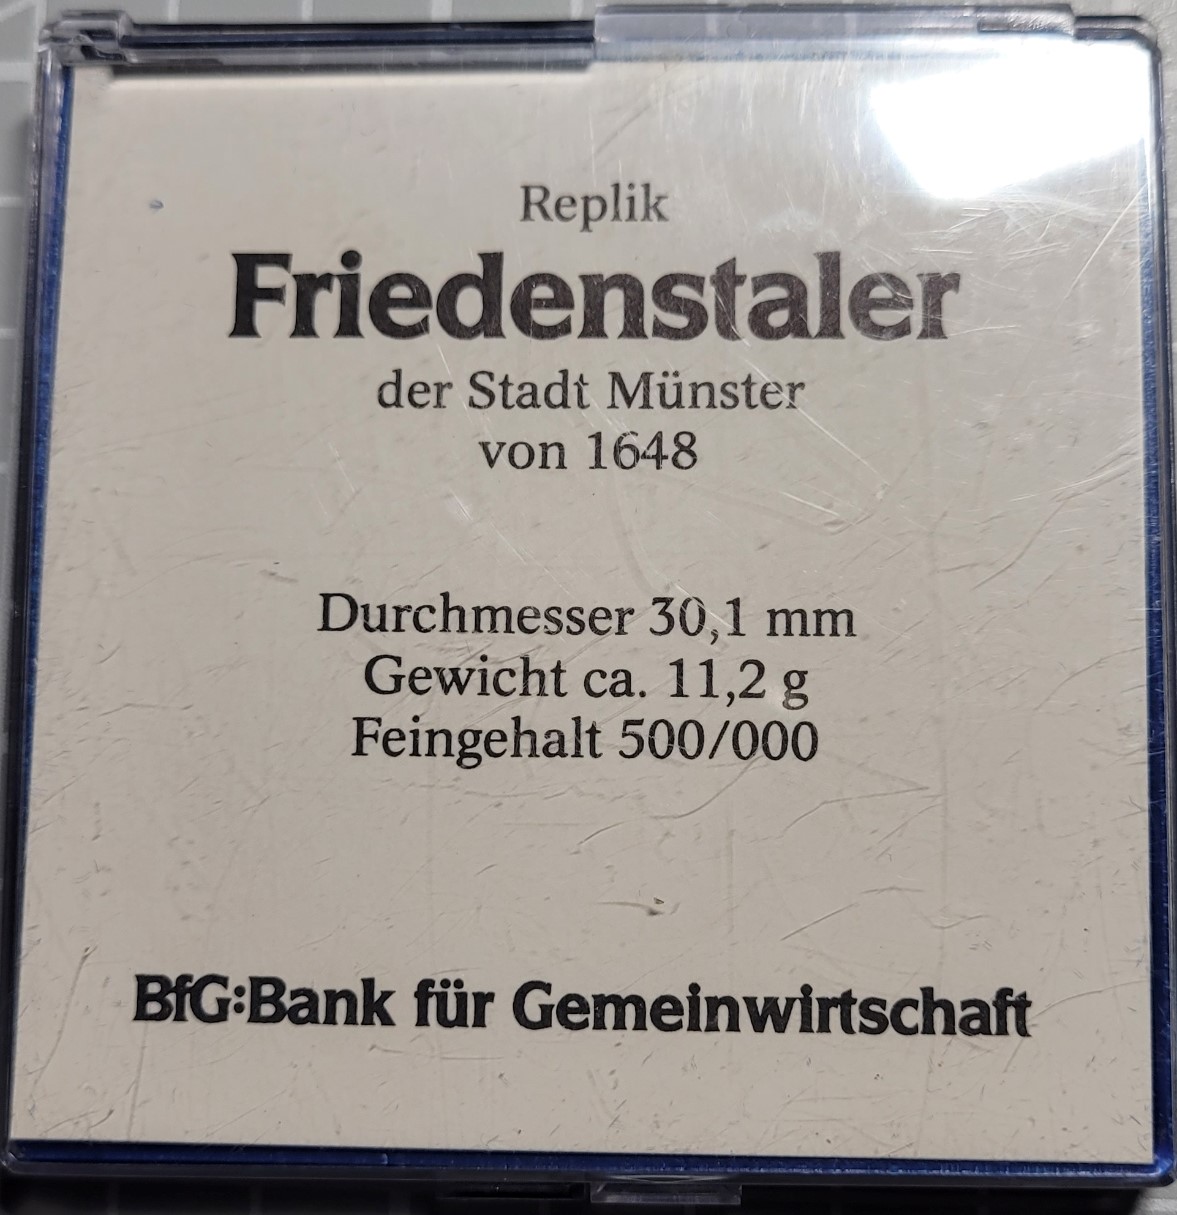 Replik
Friedenstaler
der Stadt Münster
von 1648
Durchmesser 30,1 mm
Gewicht ca. 11,2 g
Feingehalt 500/000
BfG:Bank für Gemeinwirtschaft